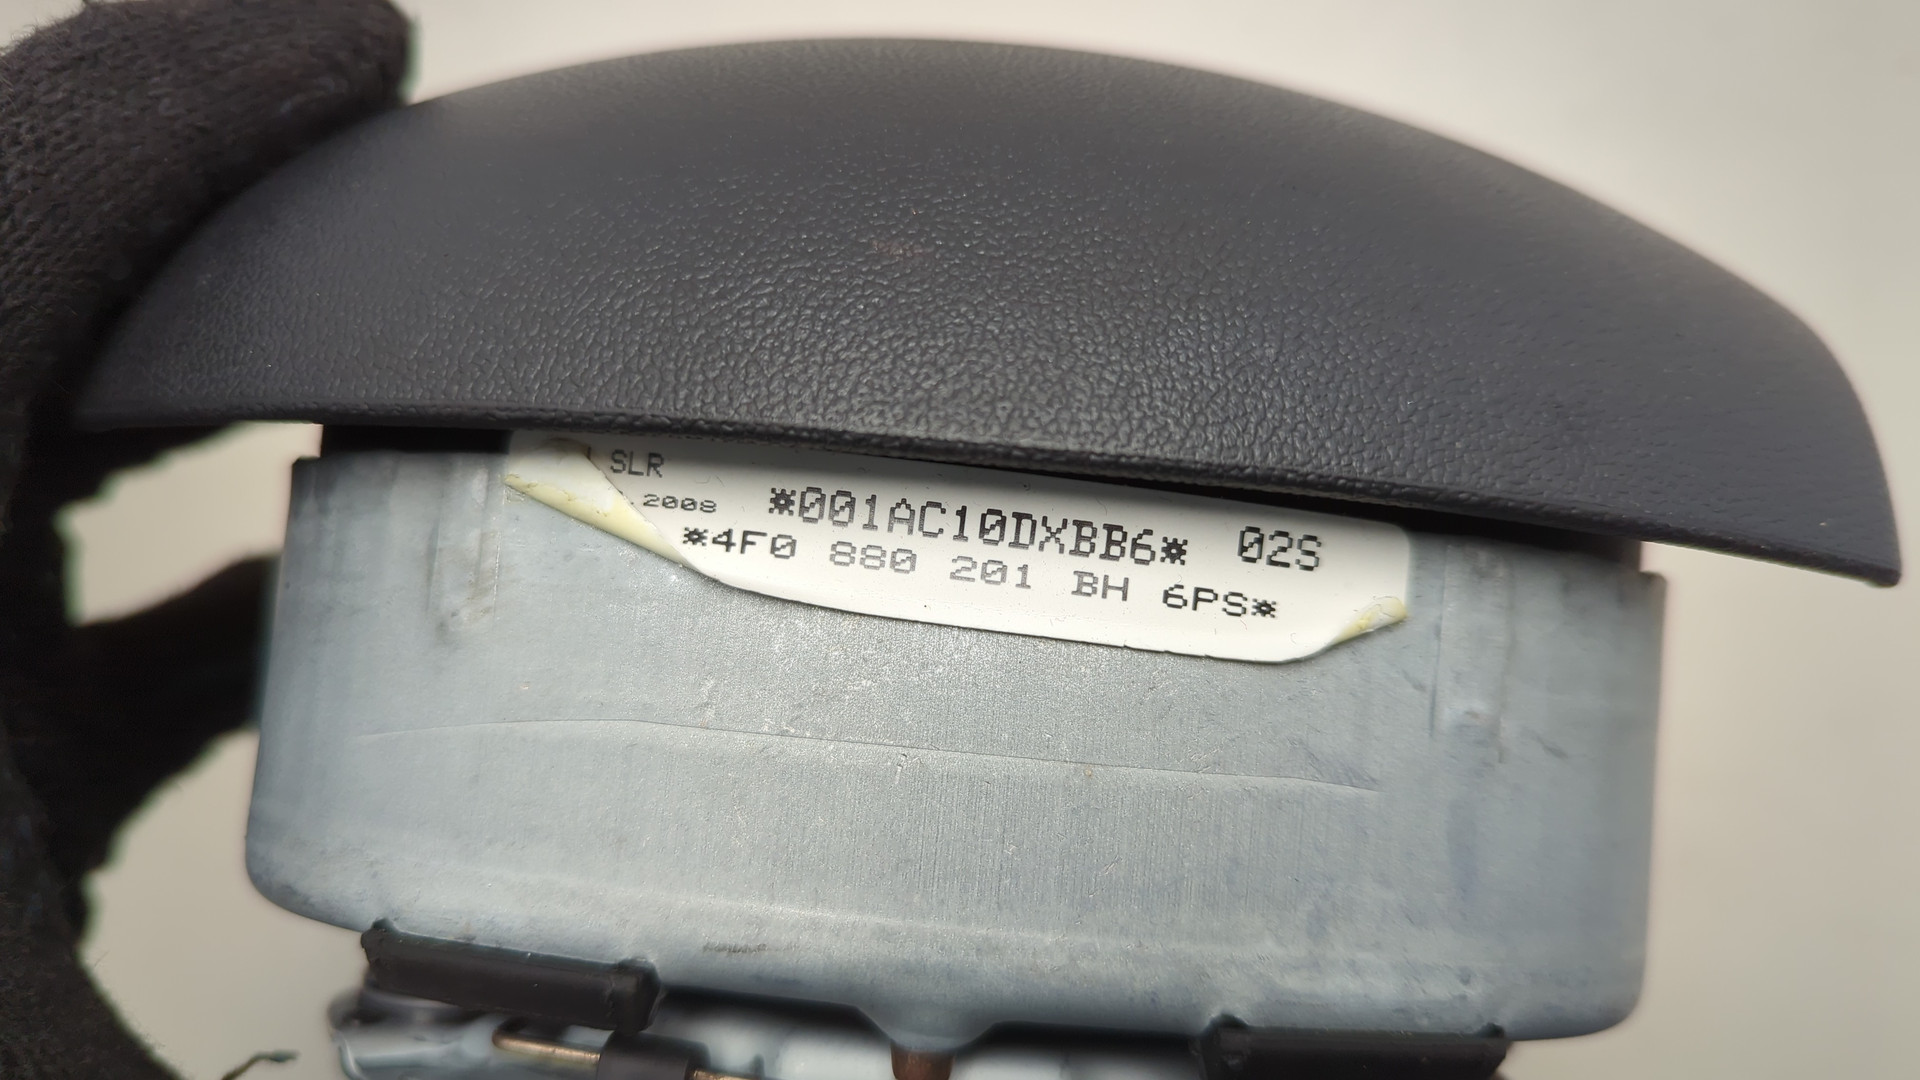 SLR
2008 *001AC10DXBB6* 02S
*4F0 880 201 BH 6PS*